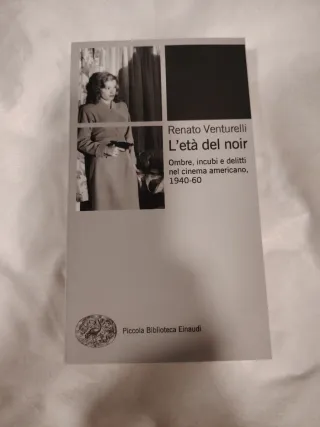 Renato Venturelli
L'età del noir
Ombre, incubi e delitti
nel cinema americano,
1940-60
Piccola Biblioteca Einaudi